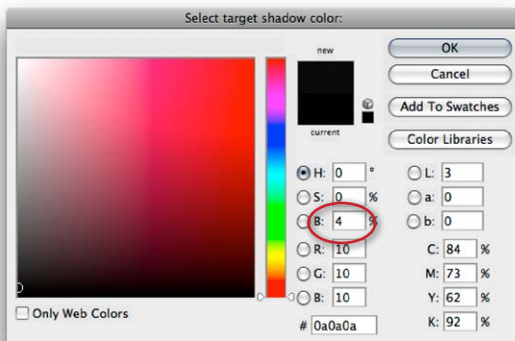 Select target shadow color:
new
current
OK
Cancel
Add To Swatches
Color Libraries
H: 0 °
S: 0 %
B: 4 %
R: 10
G: 10
B: 10
# 0a0a0a
L: 3
a: 0
b: 0
C: 84 %
M: 73 %
Y: 62 %
K: 92 %
Only Web Colors